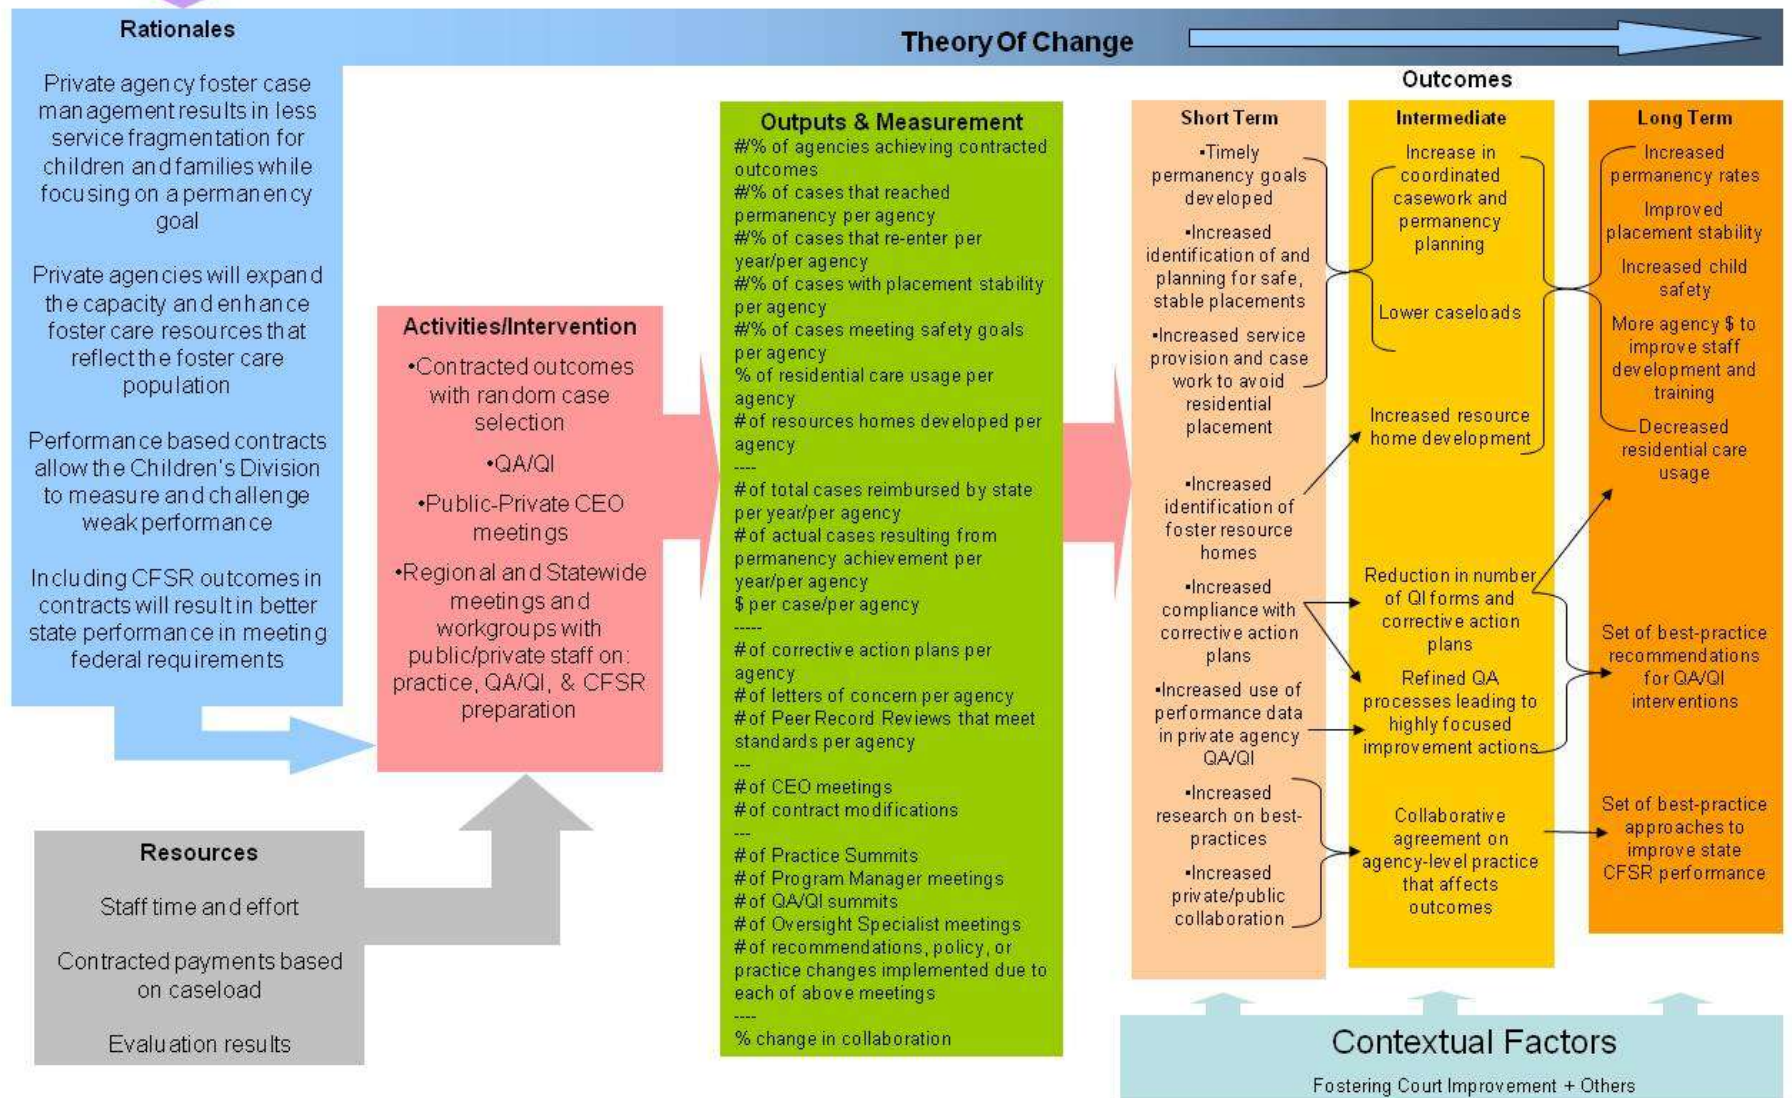 Rationales
Private agency foster case
management results in less
service fragmentation for
children and families while
focusing on a permanency
goal
Private agencies will expand
the capacity and enhance
foster care resources that
reflect the foster care
population
Performance based contracts
allow the Children's Division
to measure and challenge
weak performance
Including CFSR outcomes in
contracts will result in better
state performance in meeting
federal requirements
Resources
Staff time and effort
Contracted payments based
on caseload
Evaluation results
Theory Of Change
Activities/Intervention
•Contracted outcomes
with random case
selection
•QA/QI
•Public-Private CEO
meetings
•Regional and Statewide
meetings and
workgroups with
public/private staff on:
practice, QA/QI, & CFSR
preparation
Outputs & Measurement
#/% of agencies achieving contracted
outcomes
#/% of cases that reached
permanency per agency
#/% of cases that re-enter per
year/per agency
#/% of cases with placement stability
per agency
#/% of cases meeting safety goals
per agency
% of residential care usage per
agency
# of resources homes developed per
agency
----
# of total cases reimbursed by state
per year/per agency
# of actual cases resulting from
permanency achievement per
year/per agency
$ per case/per agency
-----
# of corrective action plans per
agency
# of letters of concern per agency
# of Peer Record Reviews that meet
standards per agency
---
# of CEO meetings
# of contract modifications
---
# of Practice Summits
# of Program Manager meetings
# of QA/QI summits
# of Oversight Specialist meetings
# of recommendations, policy, or
practice changes implemented due to
each of above meetings
----
% change in collaboration
Outcomes
Short Term
•Timely
permanency goals
developed
•Increased
identification of and
planning for safe,
stable placements
•Increased service
provision and case
work to avoid
residential
placement
•Increased
identification of
foster resource
homes
•Increased
compliance with
corrective action
plans
•Increased use of
performance data
in private agency
QA/QI
•Increased
research on best-
practices
•Increased
private/public
collaboration
Intermediate
Increase in
coordinated
casework and
permanency
planning
Lower caseloads
Increased resource
home development
Reduction in number
of QI forms and
corrective action
plans
Refined QA
processes leading to
highly focused
improvement actions
Collaborative
agreement on
agency-level practice
that affects
outcomes
Long Term
Increased
permanency rates
Improved
placement stability
Increased child
safety
More agency $ to
improve staff
development and
training
Decreased
residential care
usage
Set of best-practice
recommendations
for QA/QI
interventions
Set of best-practice
approaches to
improve state
CFSR performance
Contextual Factors
Fostering Court Improvement + Others